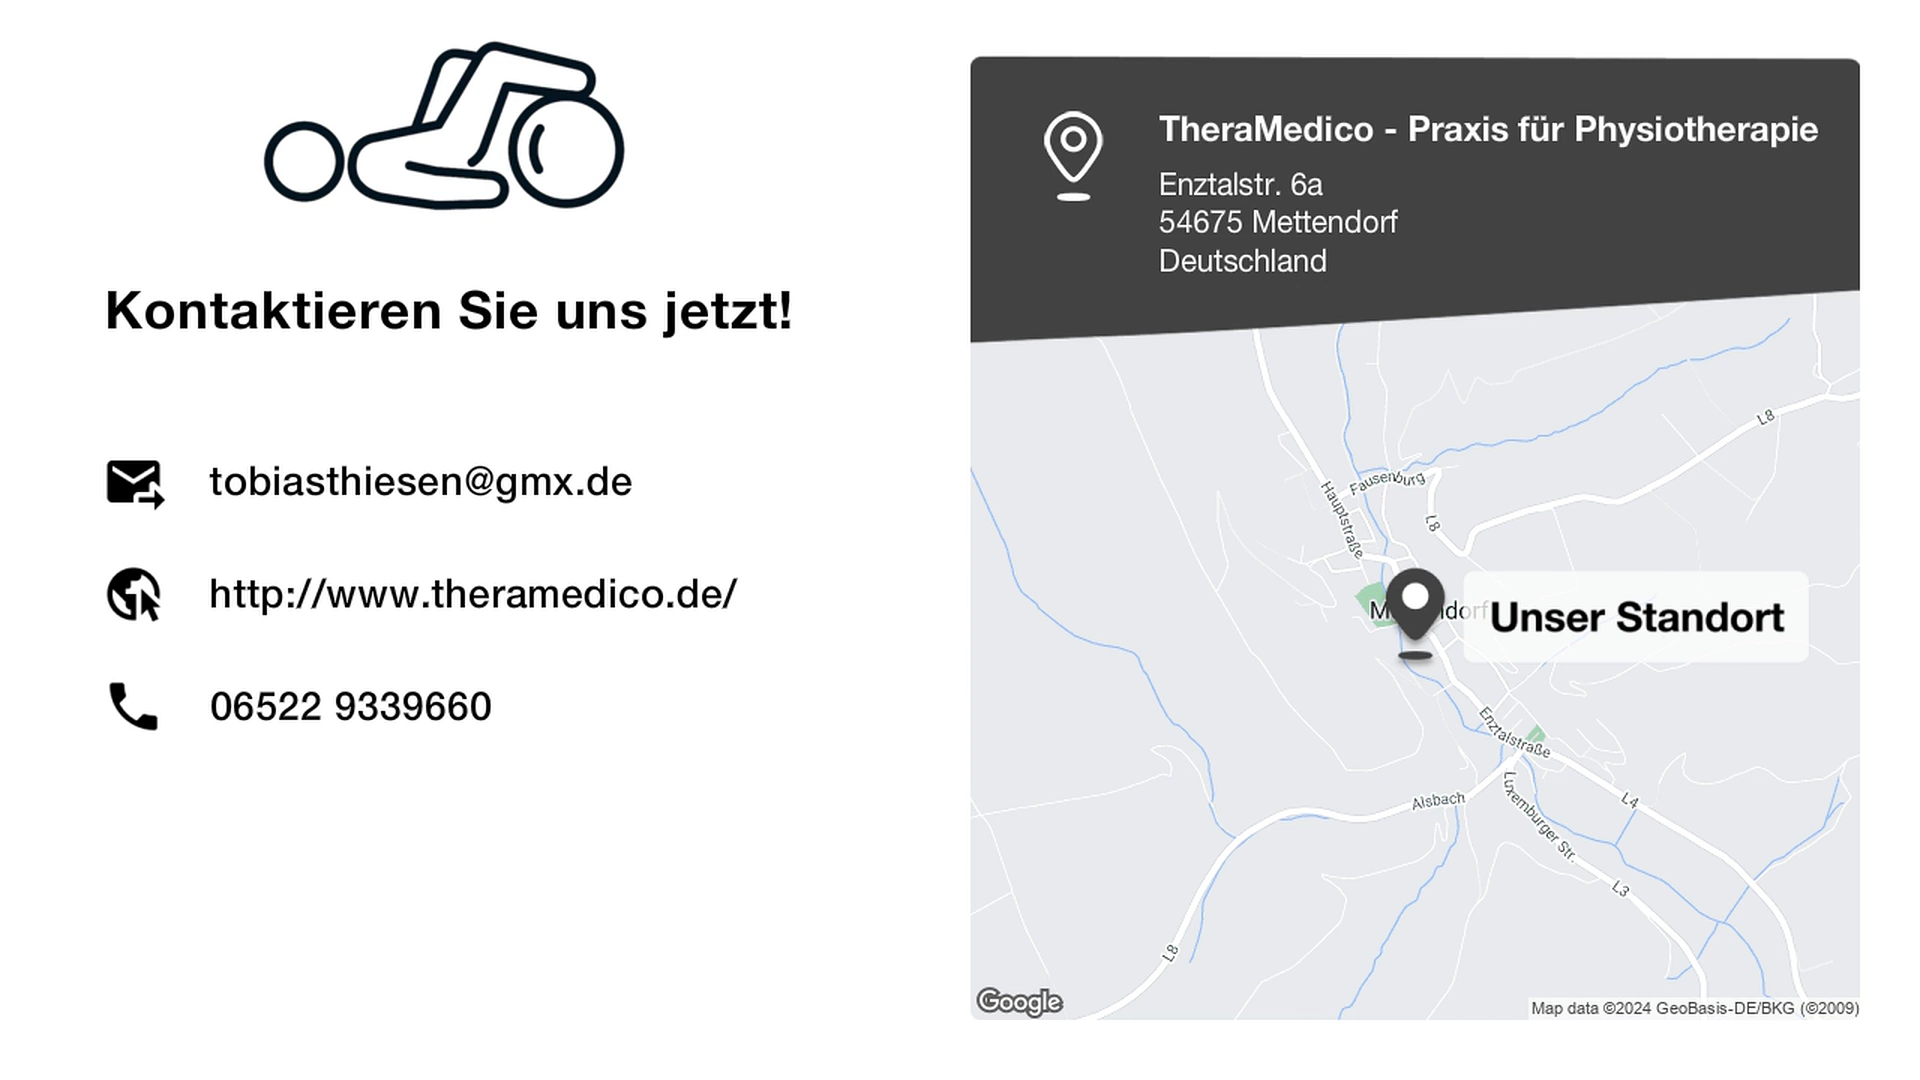 Kontaktieren Sie uns jetzt!
tobiasthiesen@gmx.de
http://www.theramedico.de/
06522 9339660
TheraMedico - Praxis für Physiotherapie
Enztalstr. 6a
54675 Mettendorf
Deutschland
L8
Fausenburg
Hauptstraße
L8
Unser Standort
Enztalstraße
Alsbach
L4
Luxemburger Str.
L3
L8
Google
Map data ©2024 GeoBasis-DE/BKG (©2009)